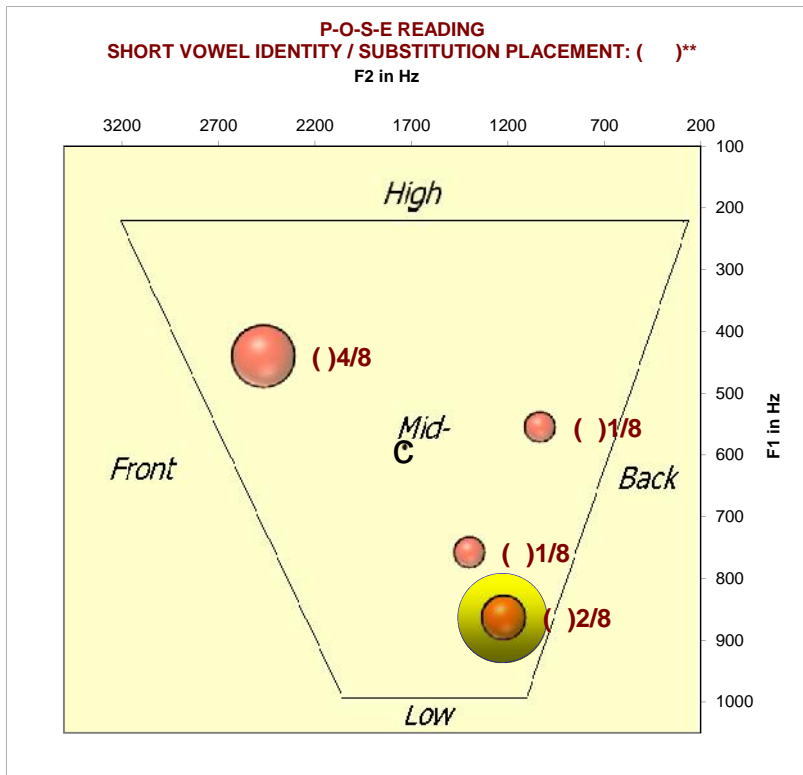 P-O-S-E READING
SHORT VOWEL IDENTITY / SUBSTITUTION PLACEMENT: ( )**
F2 in Hz
3200 2700 2200 1700 1200 700 200
100
High
200
300
400
( )4/8
500
Mid-
( )1/8
F1 in Hz
600
C
Front
Back
700
( )1/8
800
( )2/8
900
1000
Low